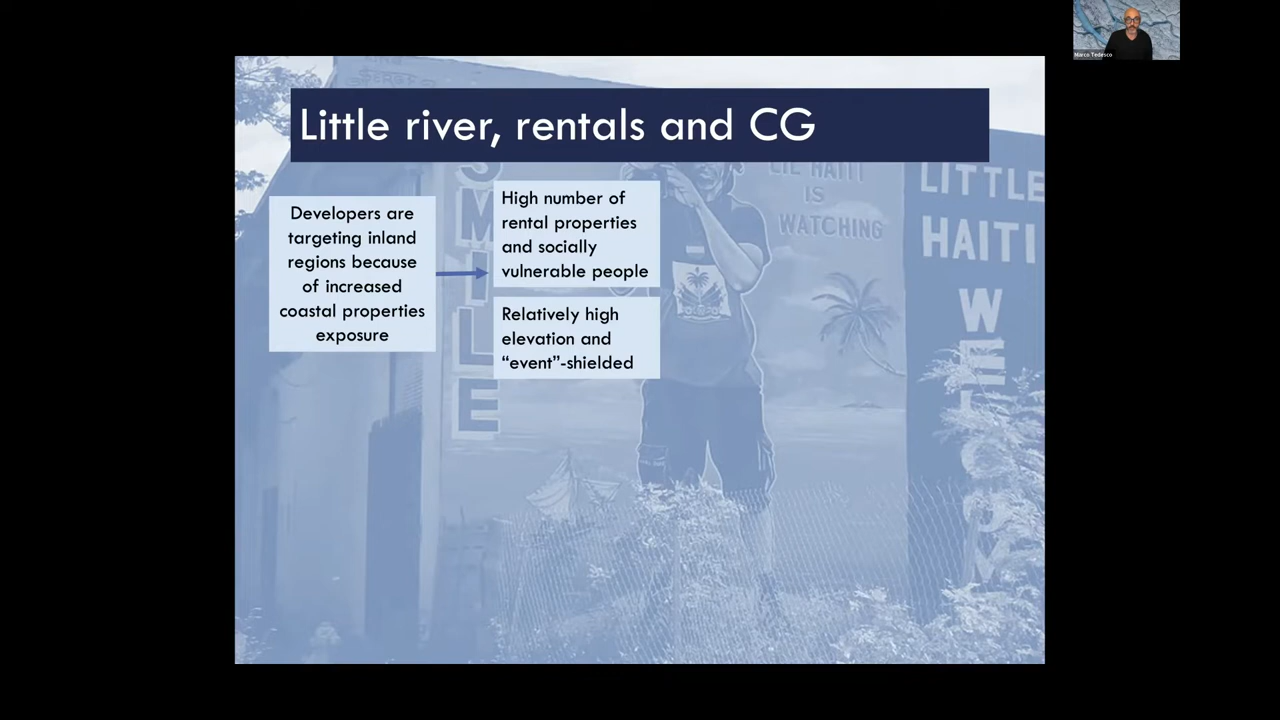 Marco Tedesco
Little river, rentals and CG
Developers are
targeting inland
regions because
of increased
coastal properties
exposure
High number of
rental properties
and socially
vulnerable people
Relatively high
elevation and
“event”-shielded
SMILE
LIL HAITI
IS
WATCHING
LITTLE
HAITI
WEL